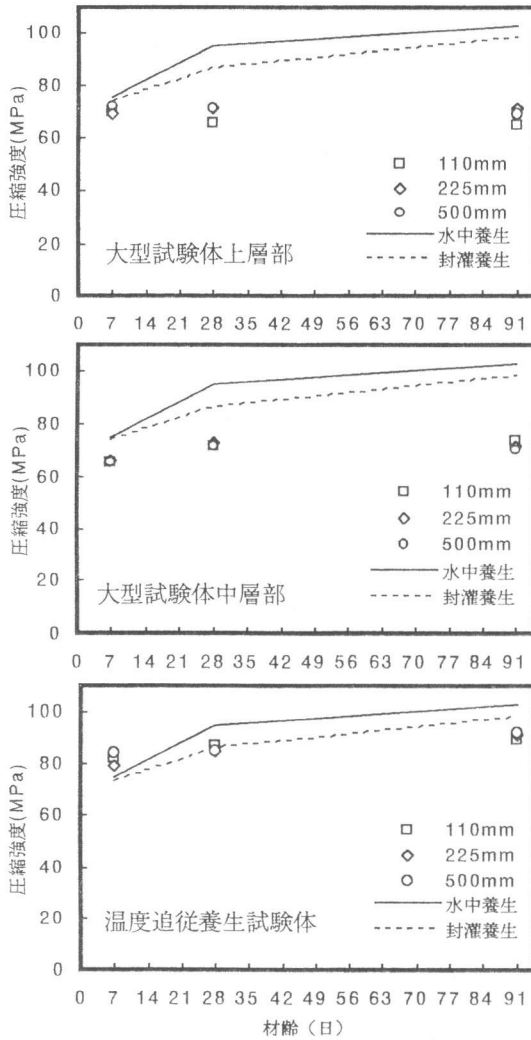 圧縮強度(MPa)
100
80
60
40
20
0
□ 110mm
◇ 225mm
○ 500mm
水中養生
封灌養生
大型試験体上層部
0 7 14 21 28 35 42 49 56 63 70 77 84 91
圧縮強度(MPa)
100
80
60
40
20
0
□ 110mm
◇ 225mm
○ 500mm
水中養生
封灌養生
大型試験体中層部
0 7 14 21 28 35 42 49 56 63 70 77 84 91
圧縮強度(MPa)
100
80
60
40
20
0
□ 110mm
◇ 225mm
○ 500mm
水中養生
封灌養生
温度追従養生試験体
0 7 14 21 28 35 42 49 56 63 70 77 84 91
材齢（日）